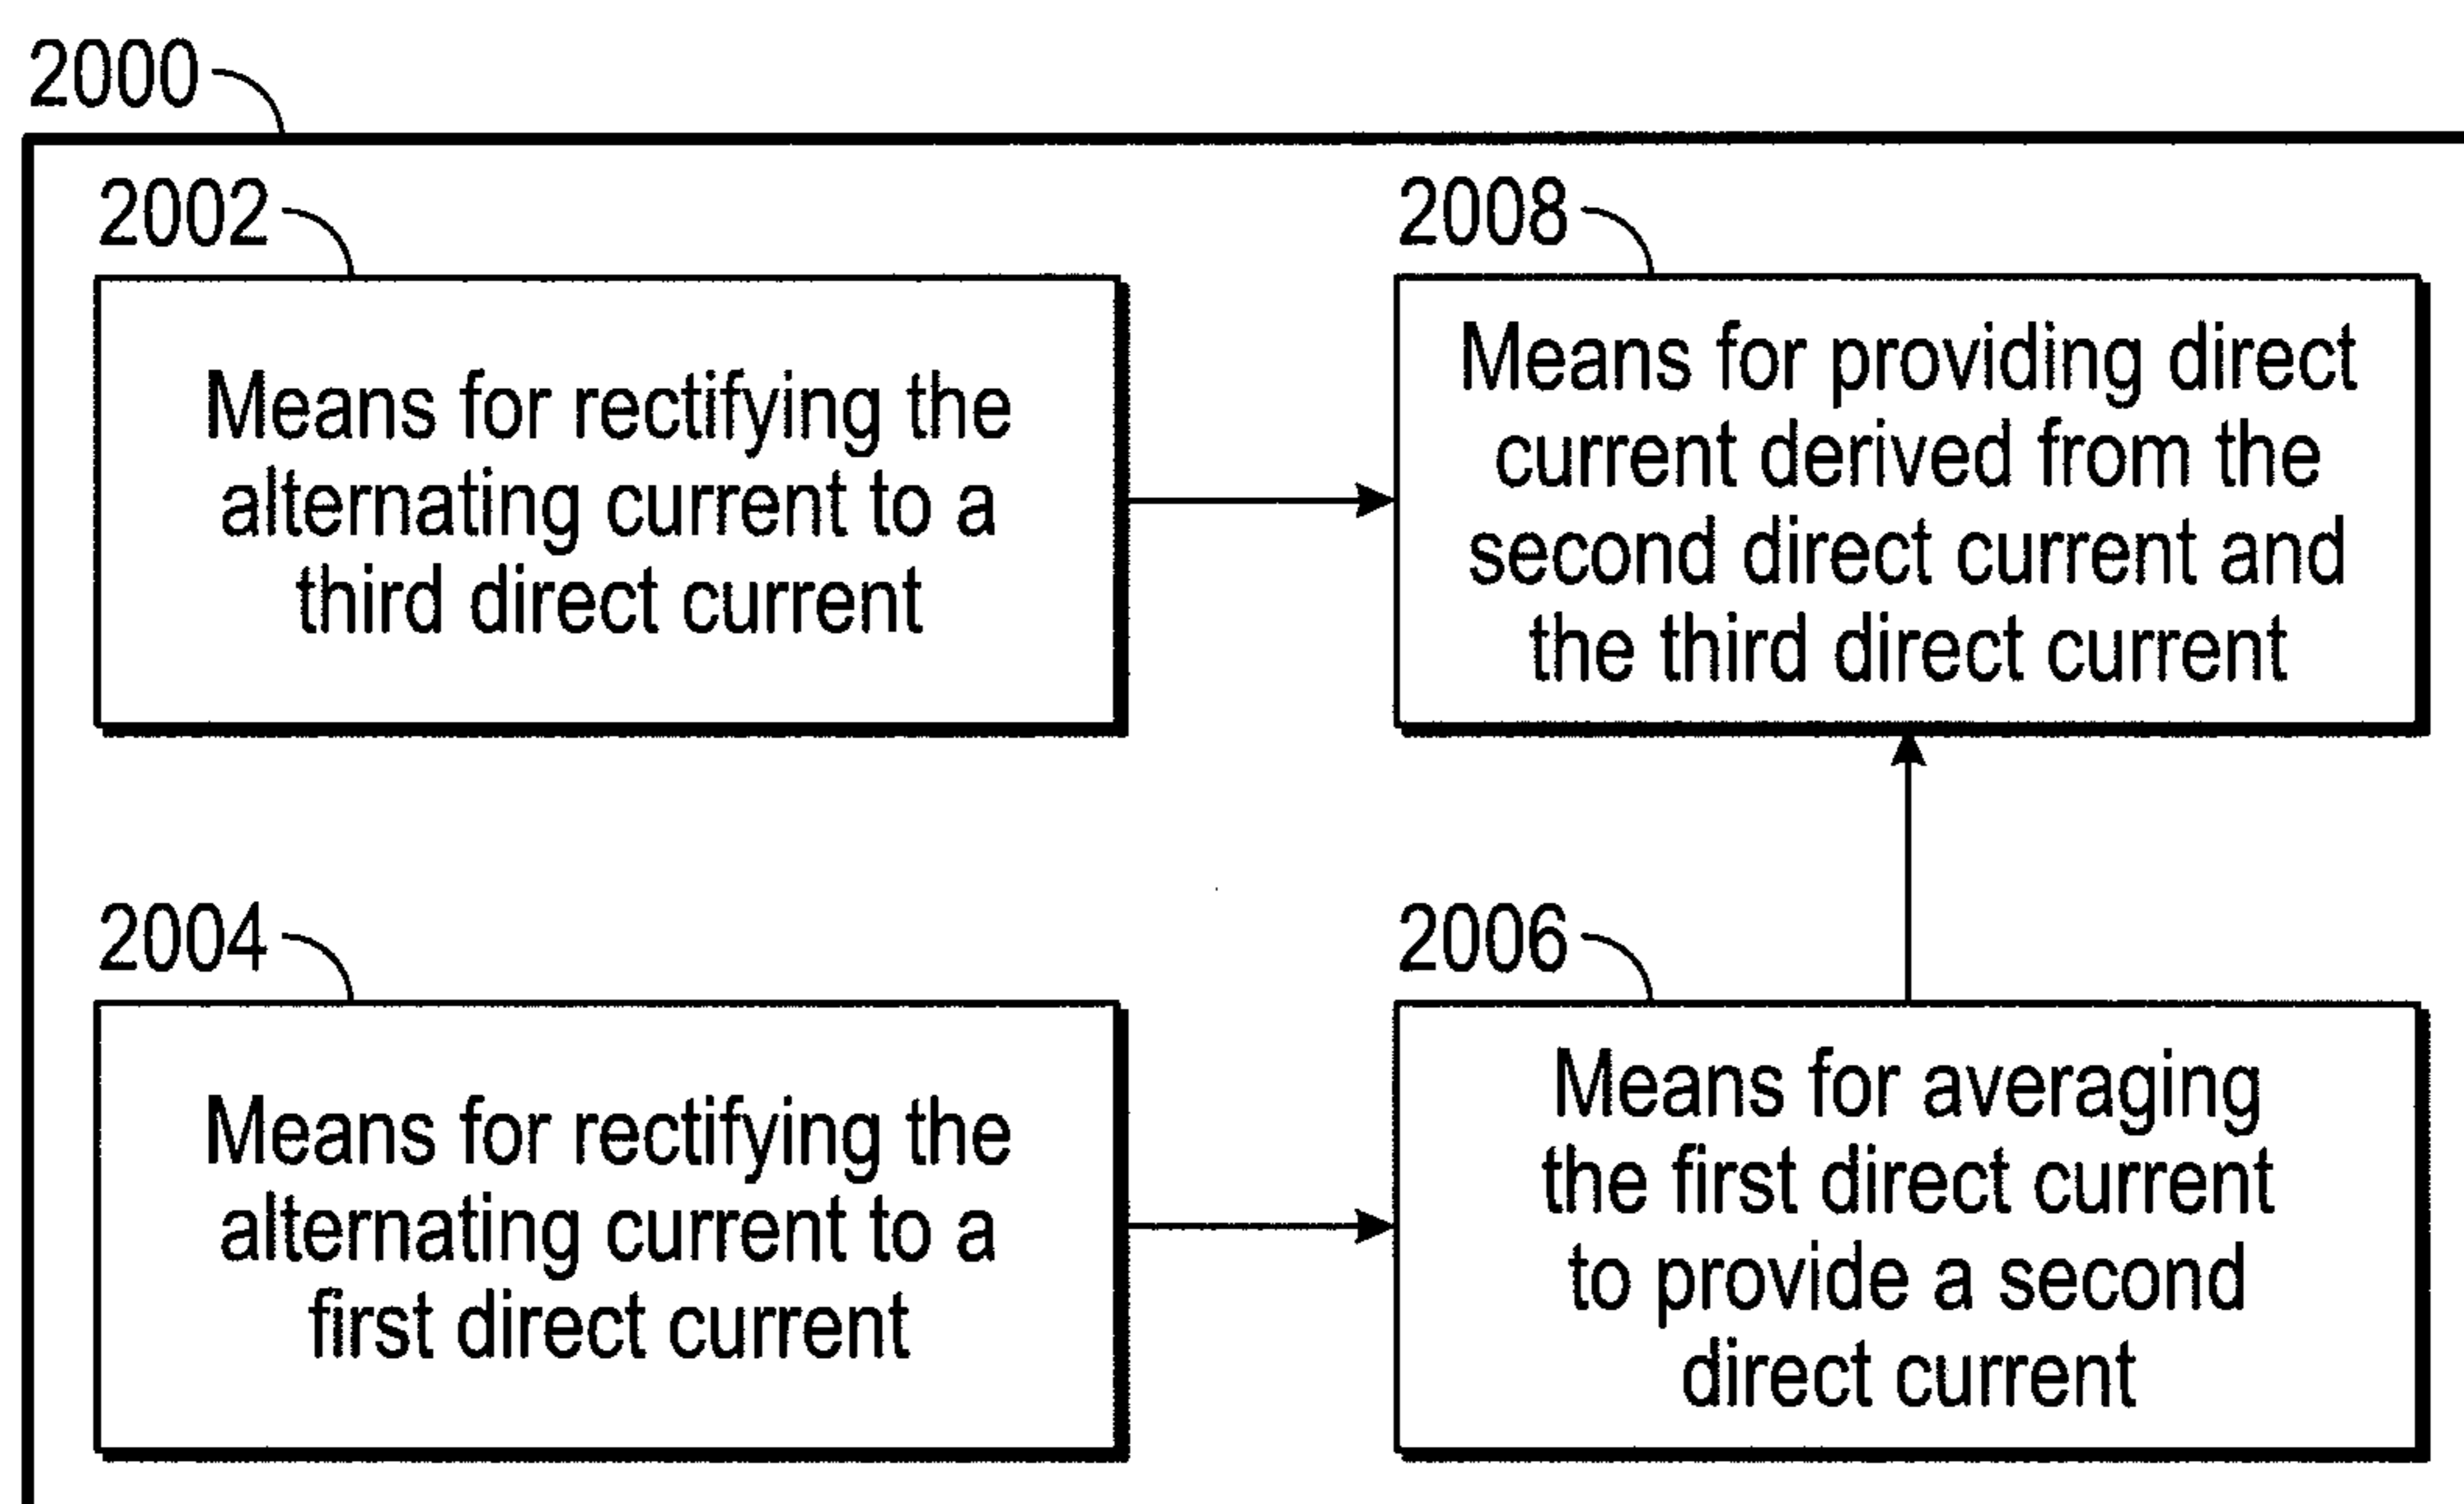 2000
2002
Means for rectifying the
alternating current to a
third direct current
2008
Means for providing direct
current derived from the
second direct current and
the third direct current
2004
Means for rectifying the
alternating current to a
first direct current
2006
Means for averaging
the first direct current
to provide a second
direct current